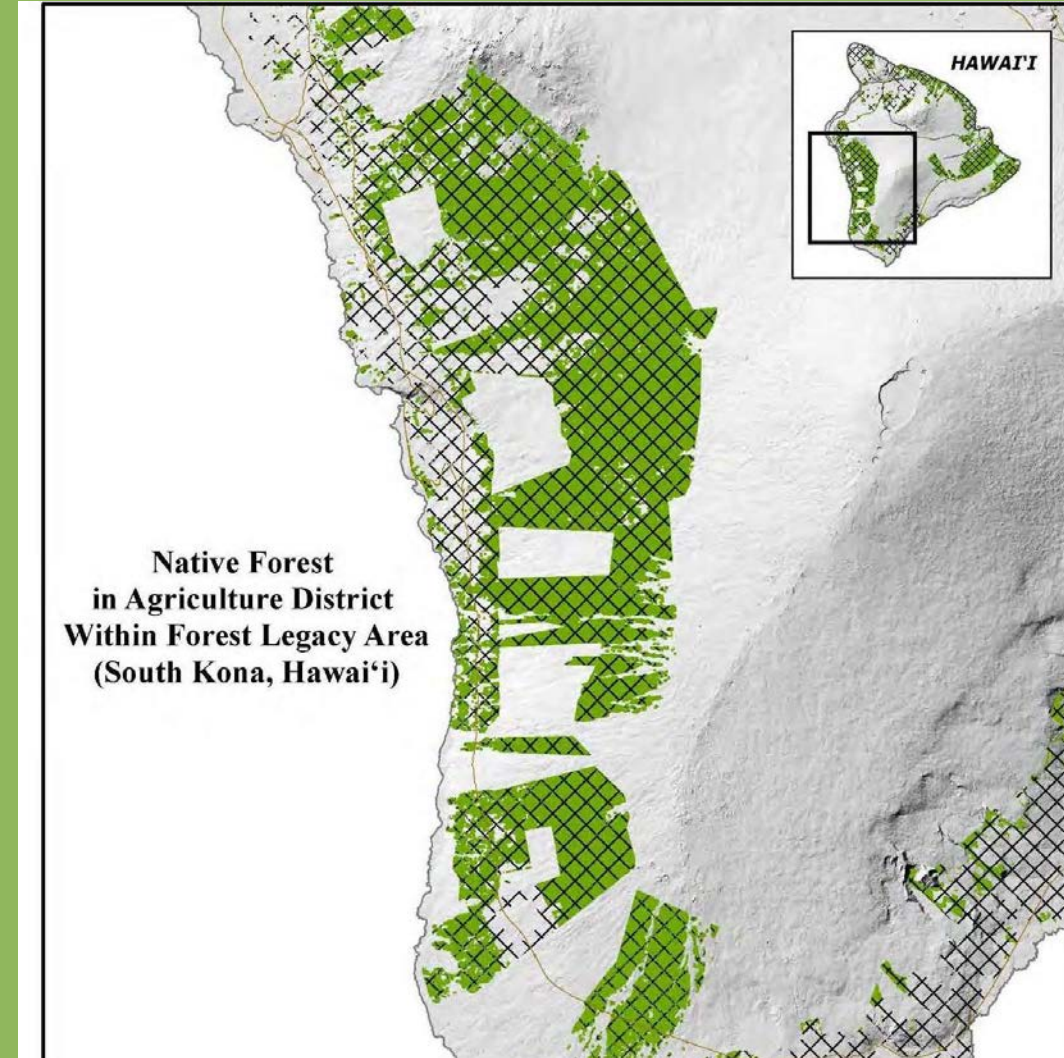 HAWAI'I
Native Forest
in Agriculture District
Within Forest Legacy Area
(South Kona, Hawai‘i)